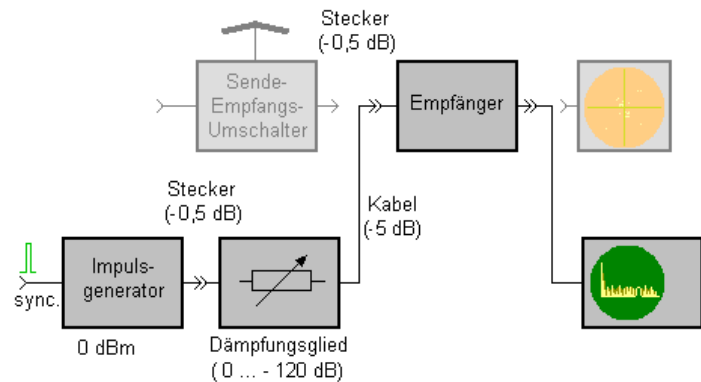 Stecker
(-0,5 dB)
Sende-
Empfangs-
Umschalter
Empfänger
Stecker
(-0,5 dB)
Kabel
(-5 dB)
sync.
Impuls-
generator
0 dBm
Dämpfungsglied
( 0 ... - 120 dB)